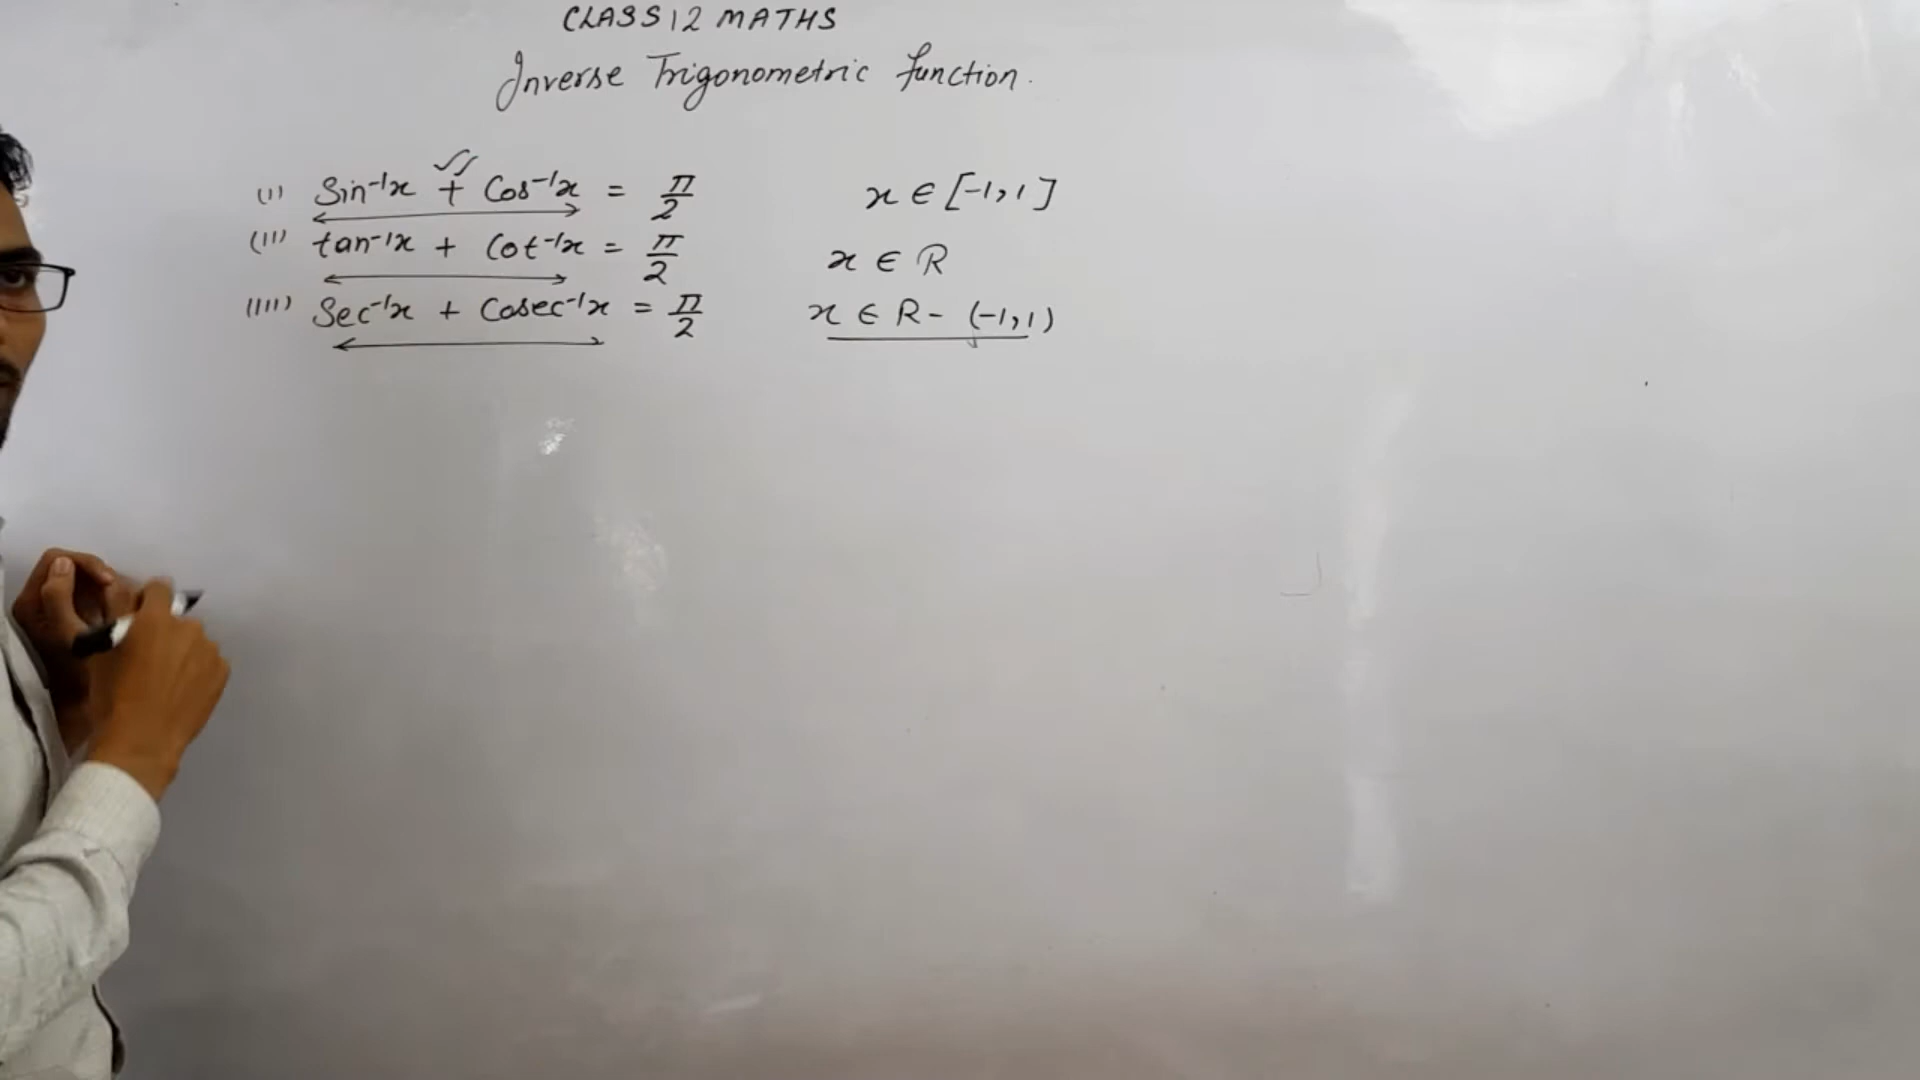 CLASS 12 MATHS
Inverse Trigonometric function.
(I) Sin⁻¹x + Cos⁻¹x = π/2 x ∈ [-1,1]
(II) tan⁻¹x + Cot⁻¹x = π/2 x ∈ R
(III) Sec⁻¹x + Cosec⁻¹x = π/2 x ∈ R - (-1,1)